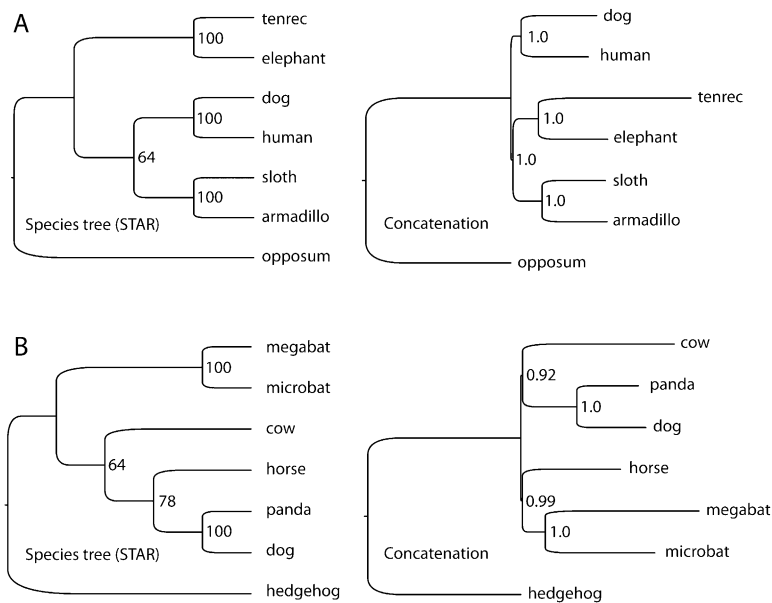 A
tenrec
100
elephant
dog
100
human
64
sloth
100
armadillo
Species tree (STAR)
opposum
dog
1.0
human
tenrec
1.0
elephant
1.0
sloth
1.0
armadillo
Concatenation
opposum
B
megabat
100
microbat
cow
64
horse
78
panda
100
dog
Species tree (STAR)
hedgehog
cow
0.92
panda
1.0
dog
horse
0.99
megabat
1.0
microbat
Concatenation
hedgehog